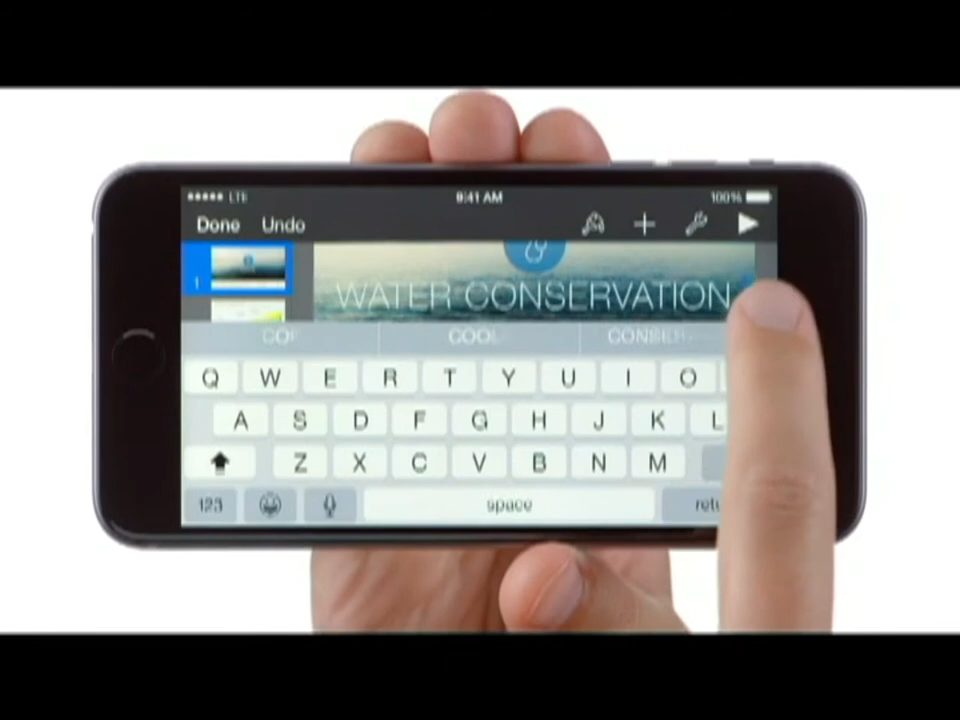 LTE 9:41 AM 100%
Done Undo
1
WATER CONSERVATION
COOL
Q W E R T Y U I O
A S D F G H J K L
Z X C V B N M
123 space